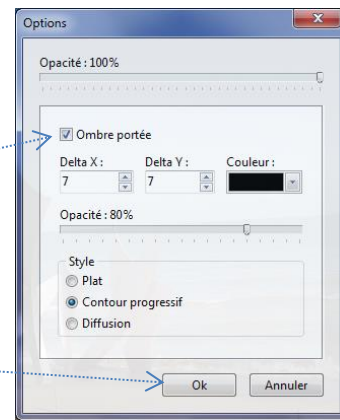 Options
Opacité : 100%
Ombre portée
Delta X :
Delta Y :
Couleur :
7
7
Opacité : 80%
Style
Plat
Contour progressif
Diffusion
Ok
Annuler